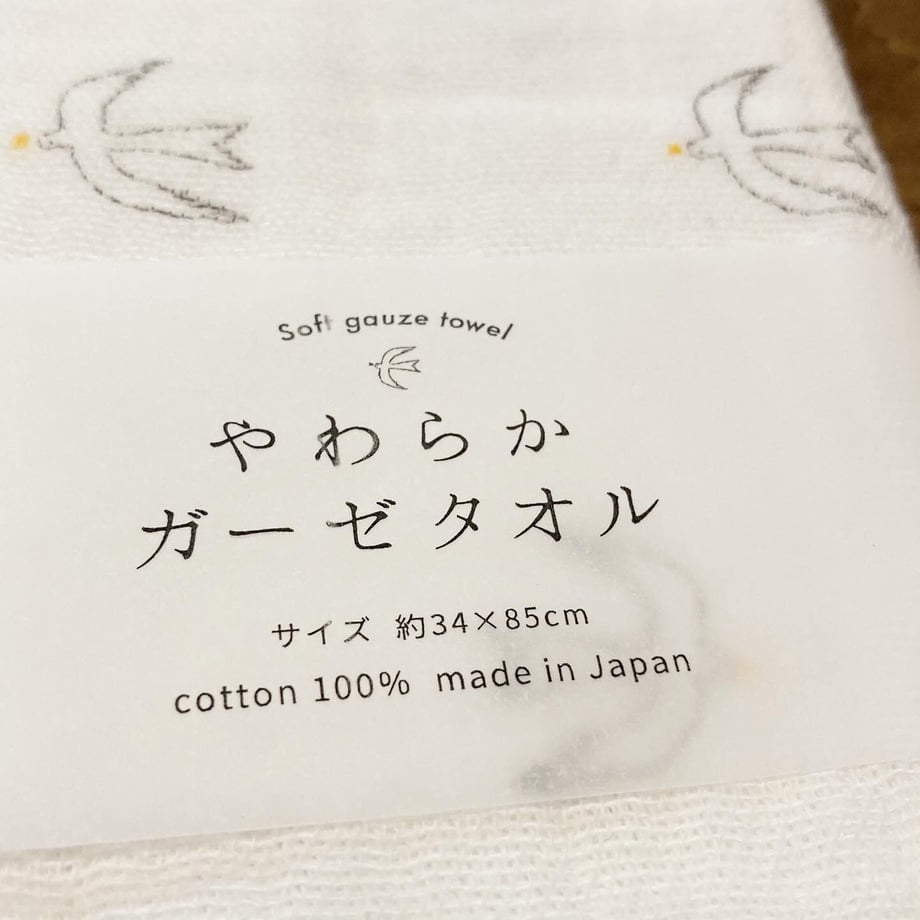 Soft gauze towel
やわらか
ガーゼタオル
サイズ 約34×85cm
cotton 100% made in Japan